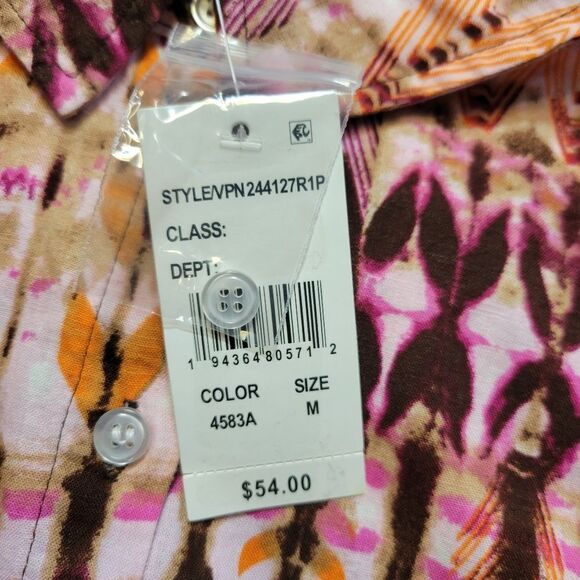 STYLE/VPN 244127R1P
CLASS:
DEPT:
1 94364 80571 2
COLOR SIZE
4583A M
$54.00